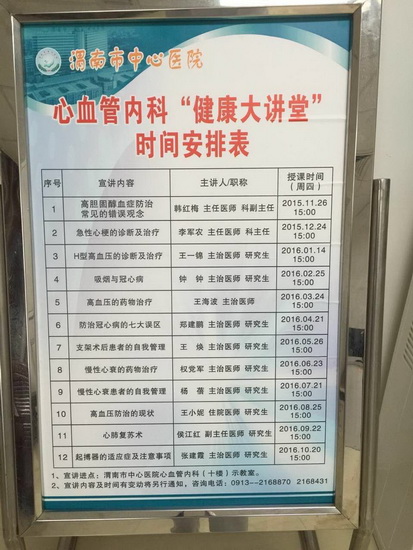 渭南市中心医院
心血管内科“健康大讲堂”
时间安排表
序号 宣讲内容 主讲人/职称 授课时间（周四）
1 高胆固醇血症防治常见的错误观念 韩红梅 主任医师 科副主任 2015.11.26 15:00
2 急性心梗的诊断及治疗 李军农 主任医师 科主任 2015.12.24 15:00
3 H型高血压的诊断及治疗 王一锦 主治医师 研究生 2016.01.14 15:00
4 吸烟与冠心病 钟 钟 主治医师 研究生 2016.02.25 15:00
5 高血压的药物治疗 王海波 主治医师 2016.03.24 15:00
6 防治冠心病的七大误区 郑建鹏 主治医师 研究生 2016.04.21 15:00
7 支架术后患者的自我管理 王 焕 主治医师 研究生 2016.05.26 15:00
8 慢性心衰的药物治疗 权党军 主治医师 研究生 2016.06.23 15:00
9 慢性心衰患者的自我管理 杨 蓓 主治医师 研究生 2016.07.21 15:00
10 高血压防治的现状 王小妮 住院医师 研究生 2016.08.25 15:00
11 心肺复苏术 侯江红 副主任医师 研究生 2016.09.22 15:00
12 起搏器的适应症及注意事项 张建霞 主治医师 研究生 2016.10.20 15:00
1、宣讲地点：渭南市中心医院心血管内科（十楼）示教室。
2、宣讲内容及时间有变动将另行通知，咨询电话：0913—2168870 2168431